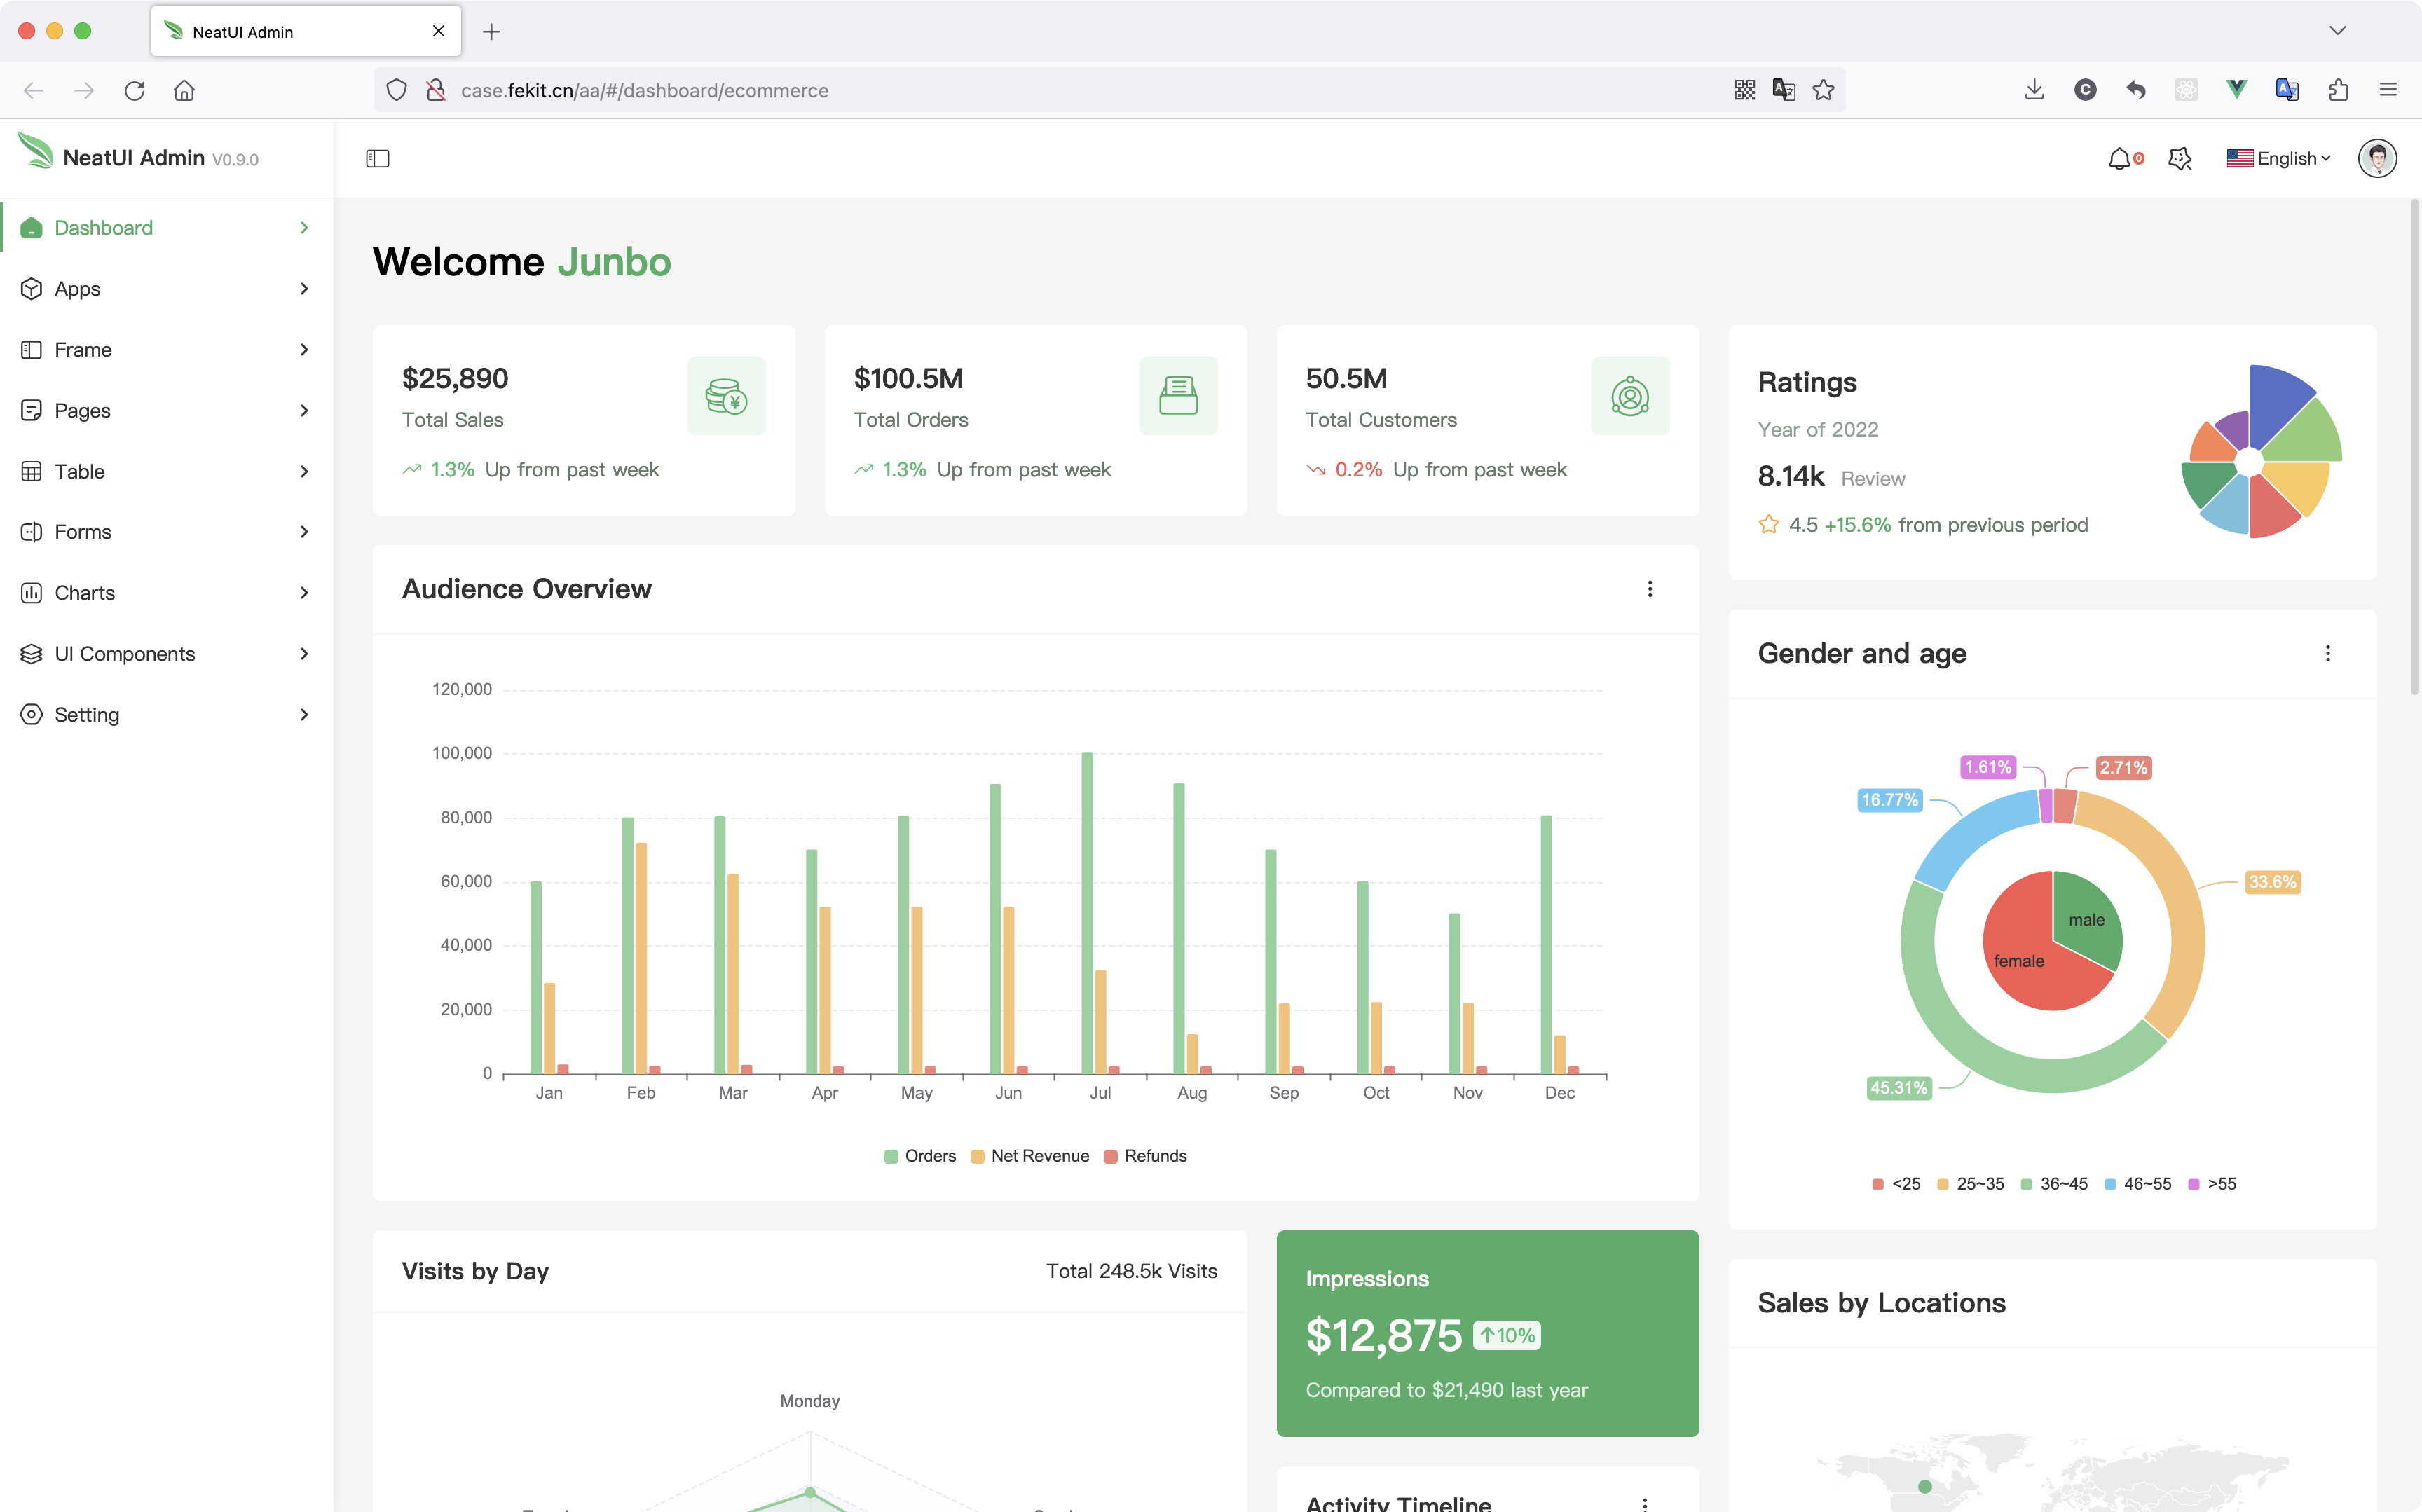 NeatUI Admin
case.fekit.cn/aa/#/dashboard/ecommerce
NeatUI Admin V0.9.0
0
English
Dashboard
Apps
Frame
Pages
Table
Forms
Charts
UI Components
Setting
Welcome Junbo
$25,890
Total Sales
1.3% Up from past week
$100.5M
Total Orders
1.3% Up from past week
50.5M
Total Customers
0.2% Up from past week
Ratings
Year of 2022
8.14k Review
4.5 +15.6% from previous period
Audience Overview
120,000
100,000
80,000
60,000
40,000
20,000
0
Jan Feb Mar Apr May Jun Jul Aug Sep Oct Nov Dec
Orders Net Revenue Refunds
Gender and age
1.61%
2.71%
16.77%
33.6%
male
female
45.31%
<25 25~35 36~45 46~55 >55
Visits by Day
Total 248.5k Visits
Monday
Impressions
$12,875 ↑10%
Compared to $21,490 last year
Activity Timeline
Sales by Locations